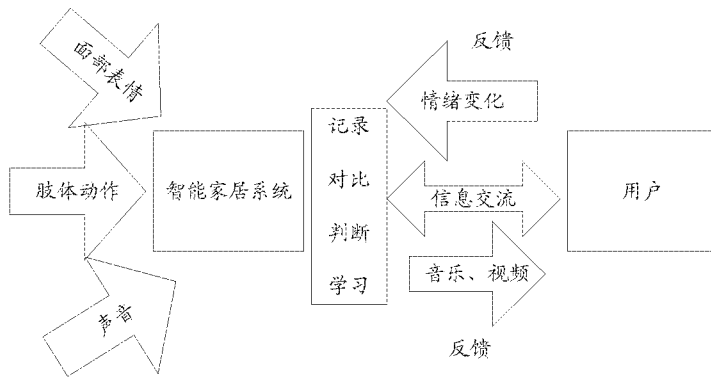 面部表情
肢体动作
声音
智能家居系统
记录
对比
判断
学习
反馈
情绪变化
信息交流
音乐、视频
反馈
用户